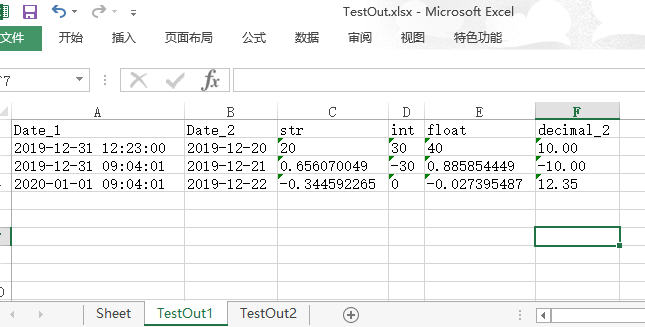 TestOut.xlsx - Microsoft Excel
文件 开始 插入 页面布局 公式 数据 审阅 视图 特色功能
F7 fx
A B C D E F
Date_1 Date_2 str int float decimal_2
2019-12-31 12:23:00 2019-12-20 20 30 40 10.00
2019-12-31 09:04:01 2019-12-21 0.656070049 -30 0.885854449 -10.00
2020-01-01 09:04:01 2019-12-22 -0.344592265 0 -0.027395487 12.35
Sheet TestOut1 TestOut2